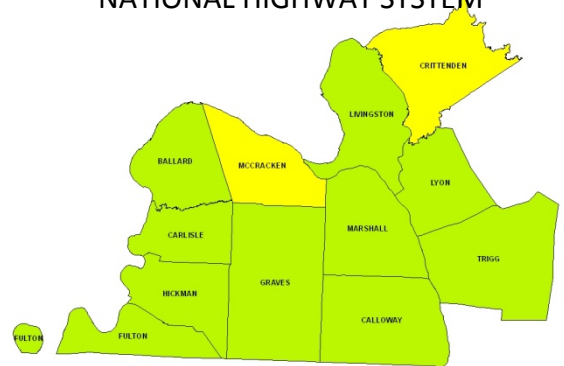 NATIONAL HIGHWAY SYSTEM
CRITTENDEN
LIVINGSTON
BALLARD
MCCRACKEN
LYON
CARLISLE
MARSHALL
TRIGG
GRAVES
HICKMAN
CALLOWAY
FULTON
FULTON